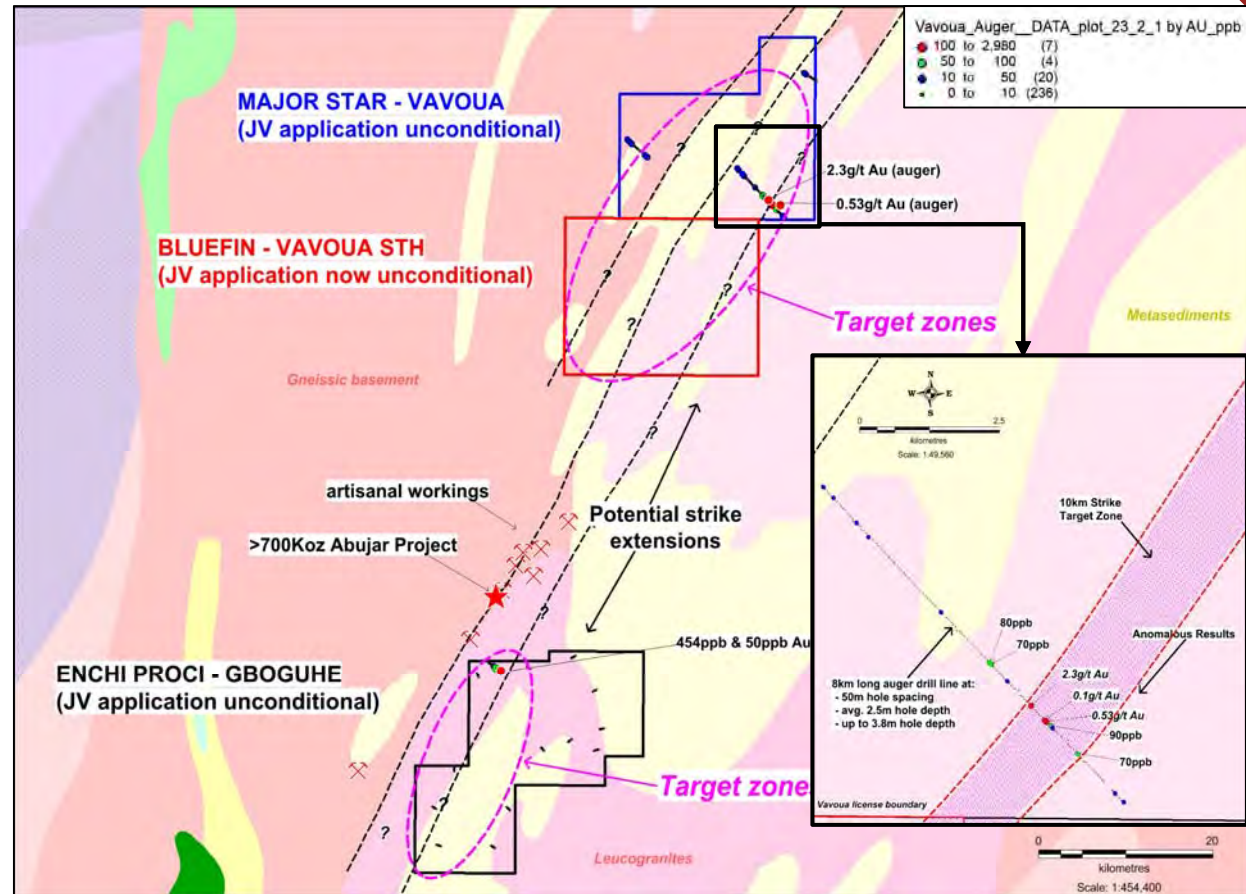 Vavoua_Auger__DATA_plot_23_2_1 by AU_ppb
100 to 2,980 (7)
50 to 100 (4)
10 to 50 (20)
0 to 10 (236)
MAJOR STAR - VAVOUA
(JV application unconditional)
?
?
?
2.3g/t Au (auger)
0.53g/t Au (auger)
BLUEFIN - VAVOUA STH
(JV application now unconditional)
?
?
?
Target zones
Metasediments
Gneissic basement
?
artisanal workings
>700Koz Abujar Project
Potential strike
extensions
?
454ppb & 50ppb Au
ENCHI PROCI - GBOGUHE
(JV application unconditional)
?
?
?
Target zones
Leucogranites
N
W E
S
0 2.5
kilometres
Scale: 1:49,560
10km Strike
Target Zone
80ppb
70ppb
Anomalous Results
8km long auger drill line at:
- 50m hole spacing
- avg. 2.5m hole depth
- up to 3.8m hole depth
2.3g/t Au
0.1g/t Au
0.53g/t Au
90ppb
70ppb
Vavoua license boundary
0 20
kilometres
Scale: 1:454,400